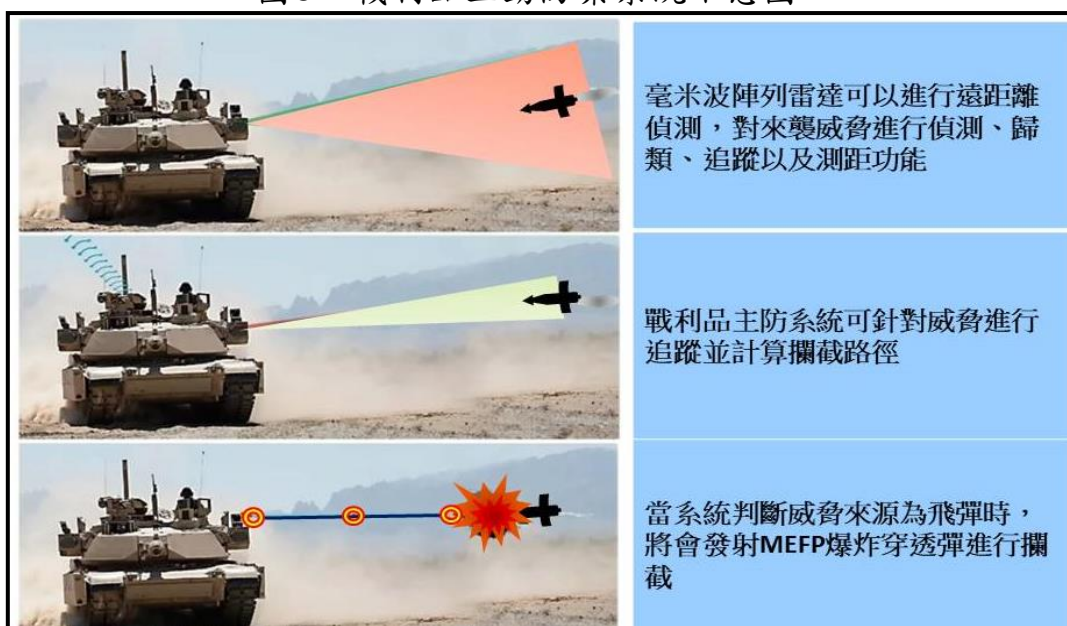 毫米波陣列雷達可以進行遠距離
偵測，對來襲威脅進行偵測、歸
類、追蹤以及測距功能
戰利品主防系統可針對威脅進行
追蹤並計算攔截路徑
當系統判斷威脅來源為飛彈時，
將會發射MEFP爆炸穿透彈進行攔
截